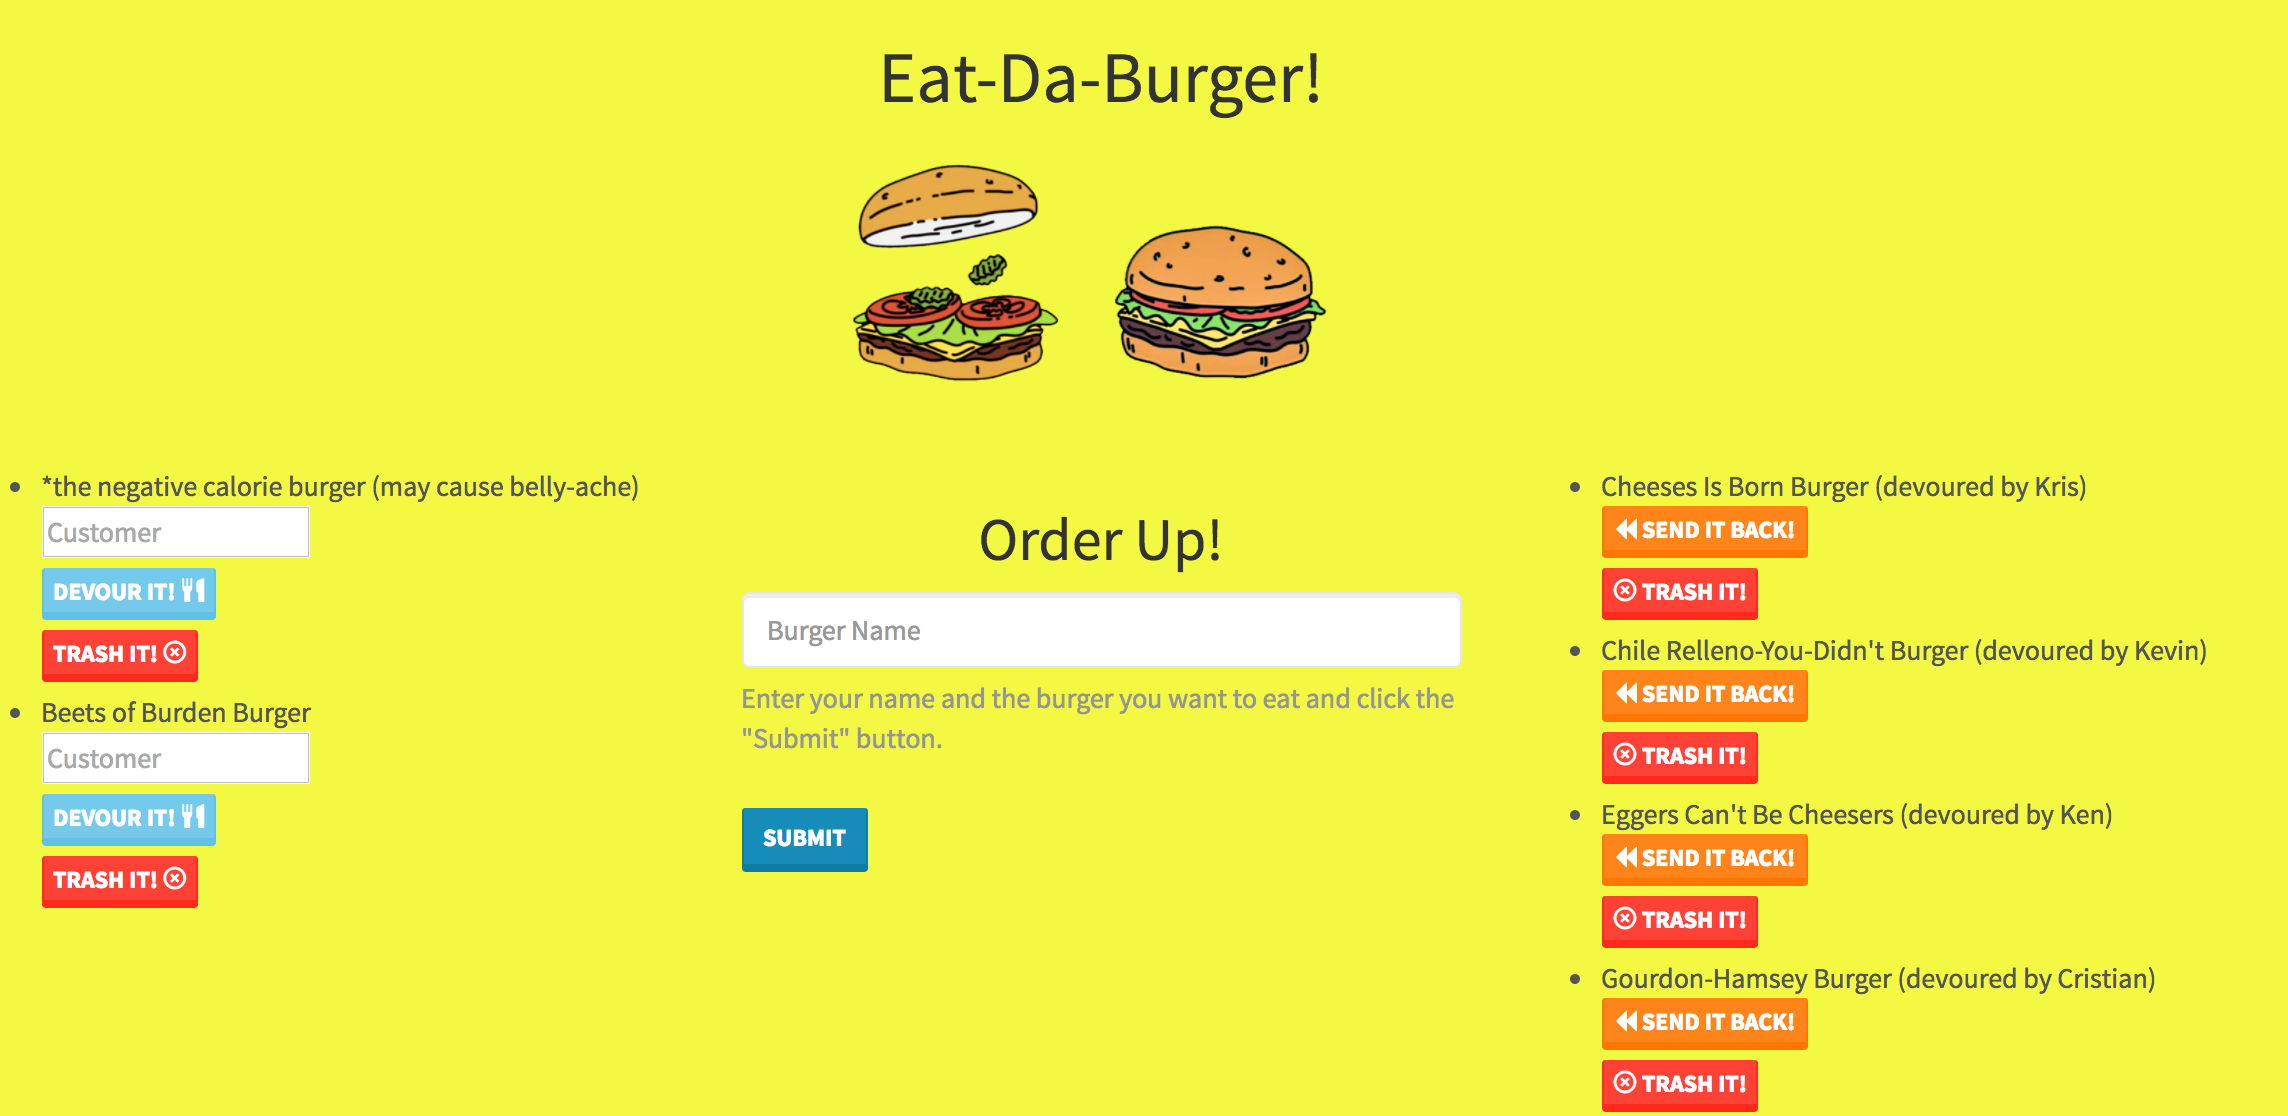 Eat-Da-Burger!
*the negative calorie burger (may cause belly-ache)
Customer
DEVOUR IT!
TRASH IT!
Beets of Burden Burger
Customer
DEVOUR IT!
TRASH IT!
Order Up!
Burger Name
Enter your name and the burger you want to eat and click the
"Submit" button.
SUBMIT
Cheeses Is Born Burger (devoured by Kris)
SEND IT BACK!
TRASH IT!
Chile Relleno-You-Didn't Burger (devoured by Kevin)
SEND IT BACK!
TRASH IT!
Eggers Can't Be Cheesers (devoured by Ken)
SEND IT BACK!
TRASH IT!
Gourdon-Hamsey Burger (devoured by Cristian)
SEND IT BACK!
TRASH IT!